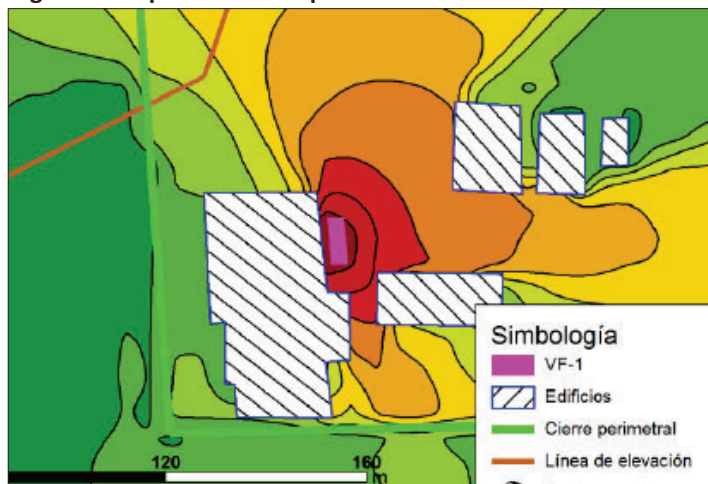 Simbología
VF-1
Edificios
Cierre perimetral
Línea de elevación
120
160
m